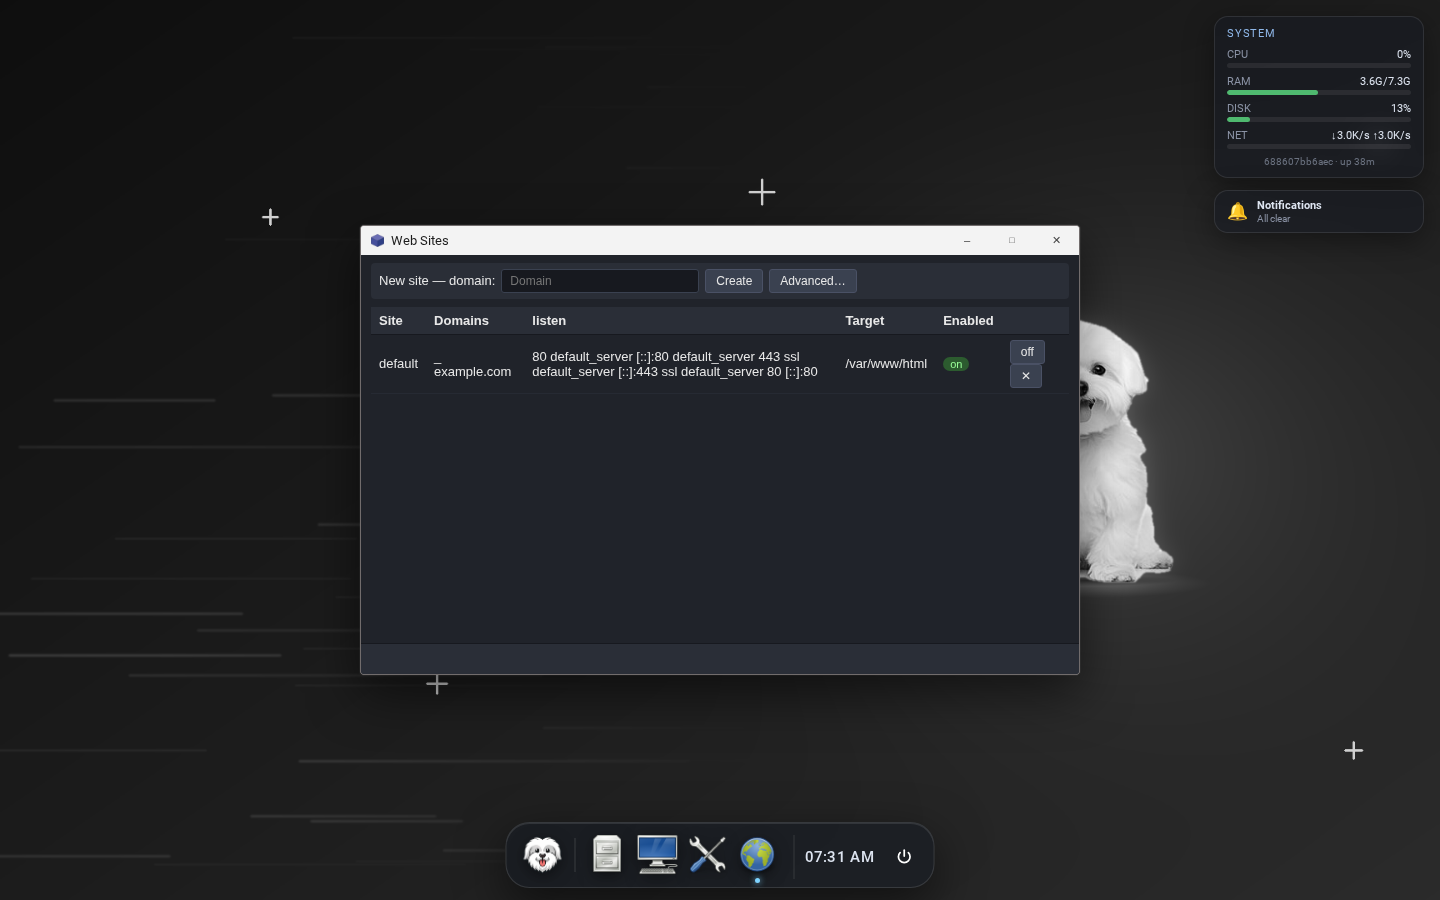 SYSTEM
CPU 0%
RAM 3.6G/7.3G
DISK 13%
NET ↓3.0K/s ↑3.0K/s
688607bb6aec · up 38m
Notifications
All clear
Web Sites
New site — domain: Domain Create Advanced…
Site Domains listen Target Enabled
default _ example.com 80 default_server [::]:80 default_server 443 ssl default_server [::]:443 ssl default_server 80 [::]:80 /var/www/html on off ✕
07:31 AM